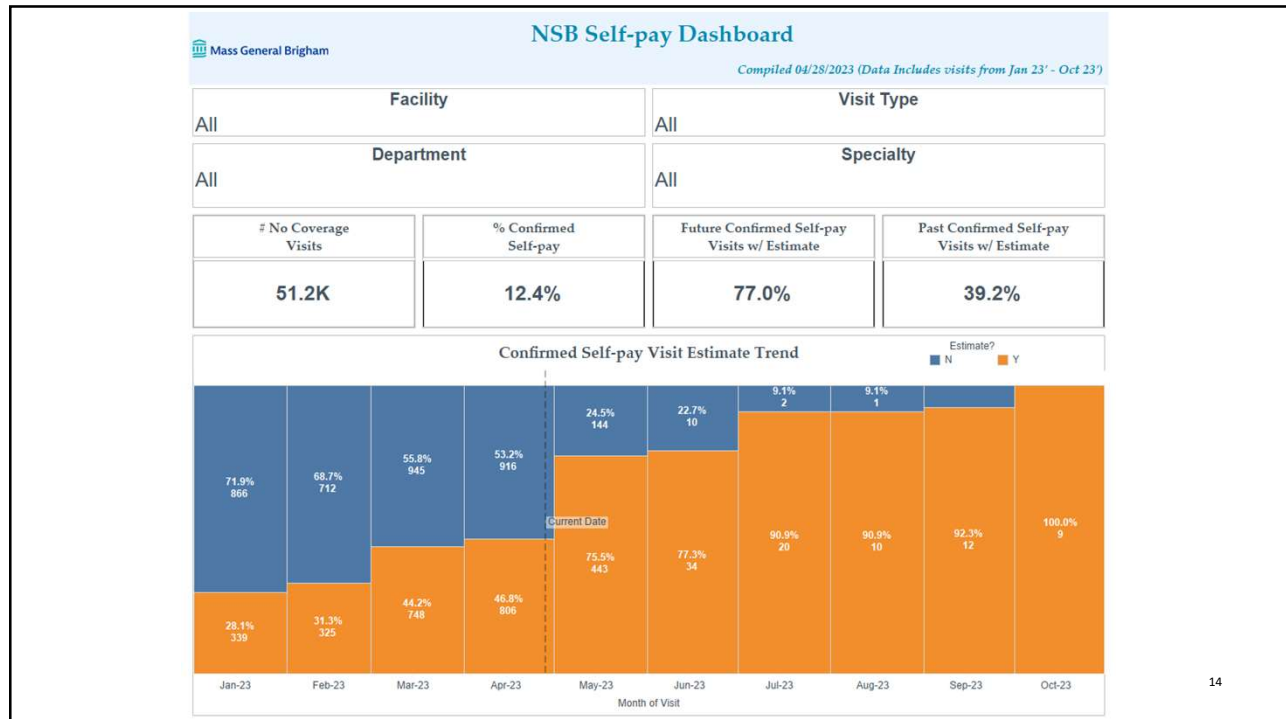 NSB Self-pay Dashboard
Mass General Brigham
Compiled 04/28/2023 (Data Includes visits from Jan 23' - Oct 23')
Facility
All
Visit Type
All
Department
All
Specialty
All
# No Coverage
Visits
51.2K
% Confirmed
Self-pay
12.4%
Future Confirmed Self-pay
Visits w/ Estimate
77.0%
Past Confirmed Self-pay
Visits w/ Estimate
39.2%
Confirmed Self-pay Visit Estimate Trend
Estimate?
N Y
71.9%
866
68.7%
712
55.8%
945
53.2%
916
24.5%
144
22.7%
10
9.1%
2
9.1%
1
Current Date
28.1%
339
31.3%
325
44.2%
748
46.8%
806
75.5%
443
77.3%
34
90.9%
20
90.9%
10
92.3%
12
100.0%
9
Jan-23 Feb-23 Mar-23 Apr-23 May-23 Jun-23 Jul-23 Aug-23 Sep-23 Oct-23
Month of Visit
14